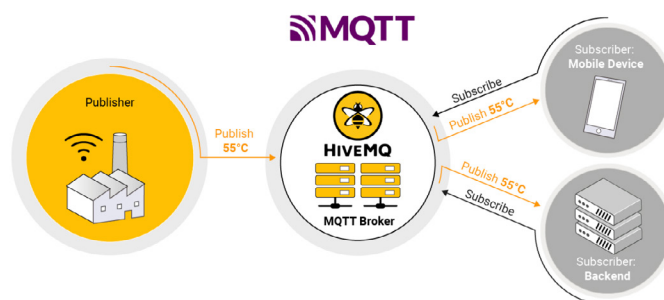 MQTT
Publisher
Publish
55°C
HIVEMQ
MQTT Broker
Subscribe
Publish 55°C
Subscriber:
Mobile Device
Publish 55°C
Subscribe
Subscriber:
Backend